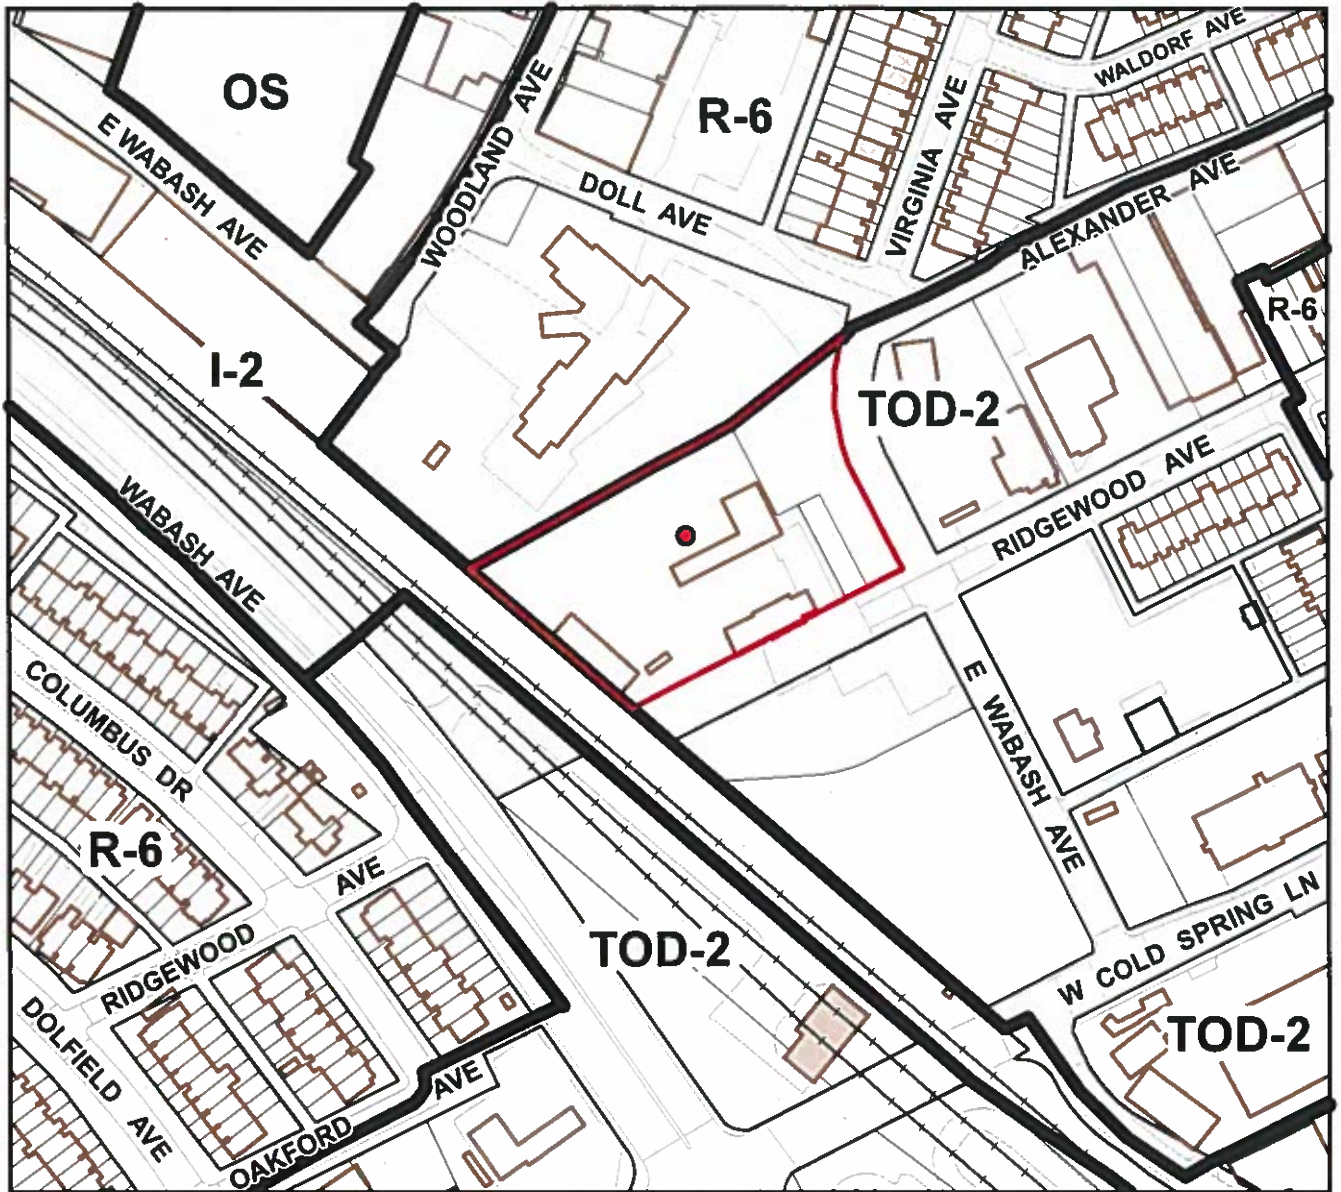 OS
R-6
WALDORF AVE
E WABASH AVE
WOODLAND AVE
DOLL AVE
VIRGINIA AVE
ALEXANDER AVE
R-6
I-2
TOD-2
RIDGEWOOD AVE
WABASH AVE
COLUMBUS DR
E WABASH AVE
R-6
RIDGEWOOD AVE
TOD-2
W COLD SPRING LN
TOD-2
DOLFIELD AVE
OAKFORD AVE